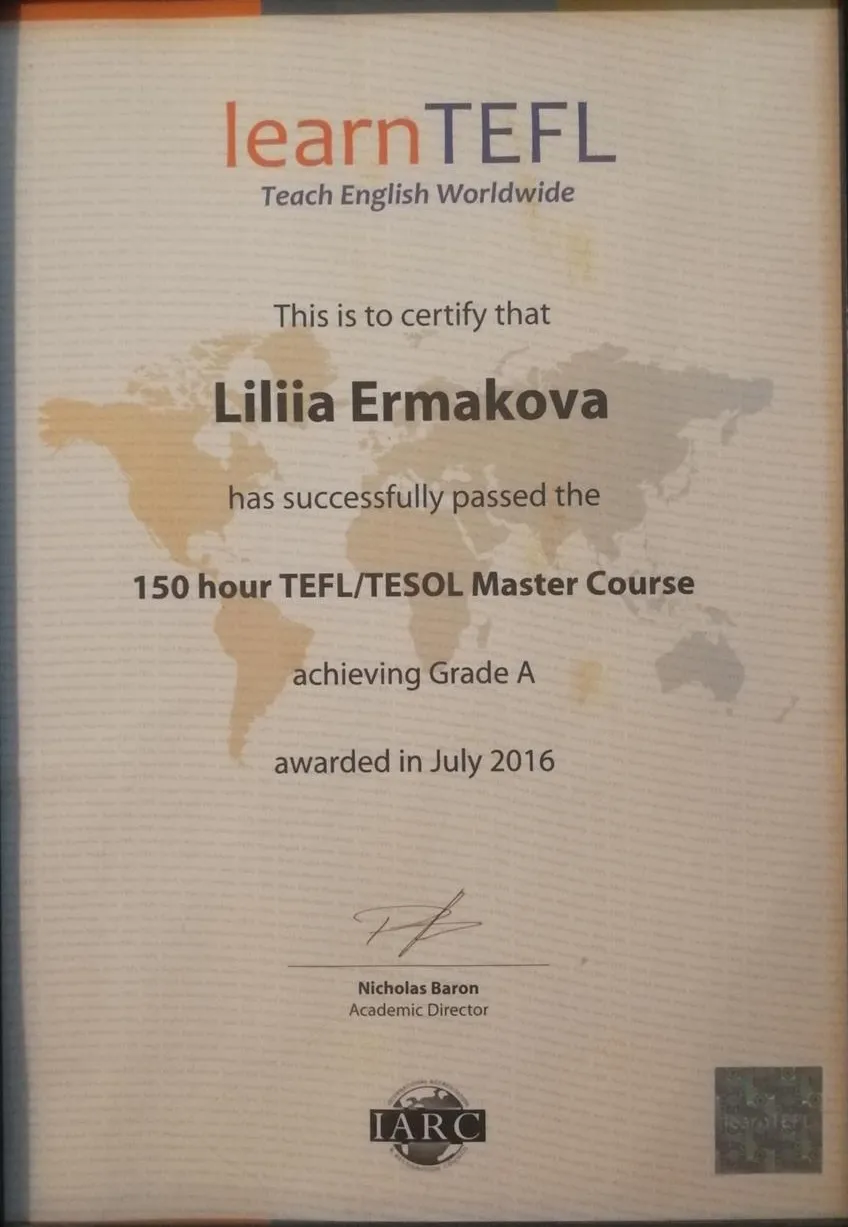 learnTEFL
Teach English Worldwide
This is to certify that
Liliia Ermakova
has successfully passed the
150 hour TEFL/TESOL Master Course
achieving Grade A
awarded in July 2016
Nicholas Baron
Academic Director
IARC
learnTEFL